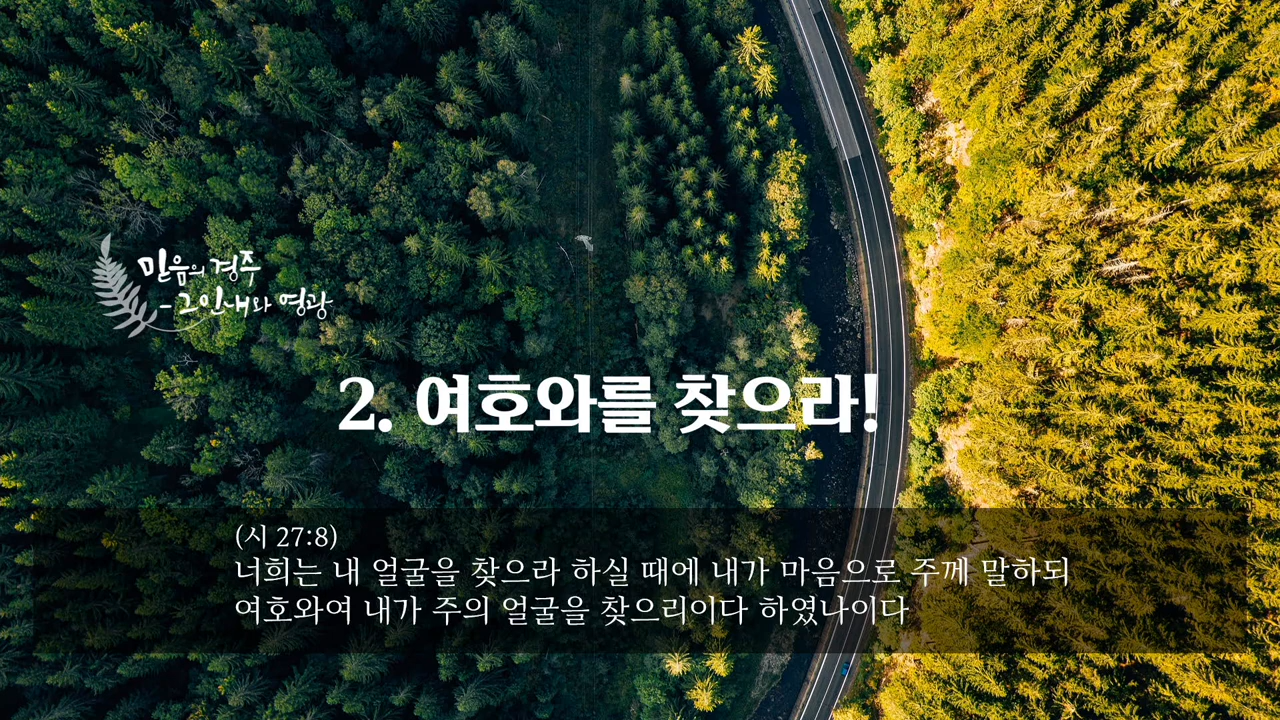 믿음의 경주
- 그 인내와 영광
2. 여호와를 찾으라!
(시 27:8)
너희는 내 얼굴을 찾으라 하실 때에 내가 마음으로 주께 말하되
여호와여 내가 주의 얼굴을 찾으리이다 하였나이다